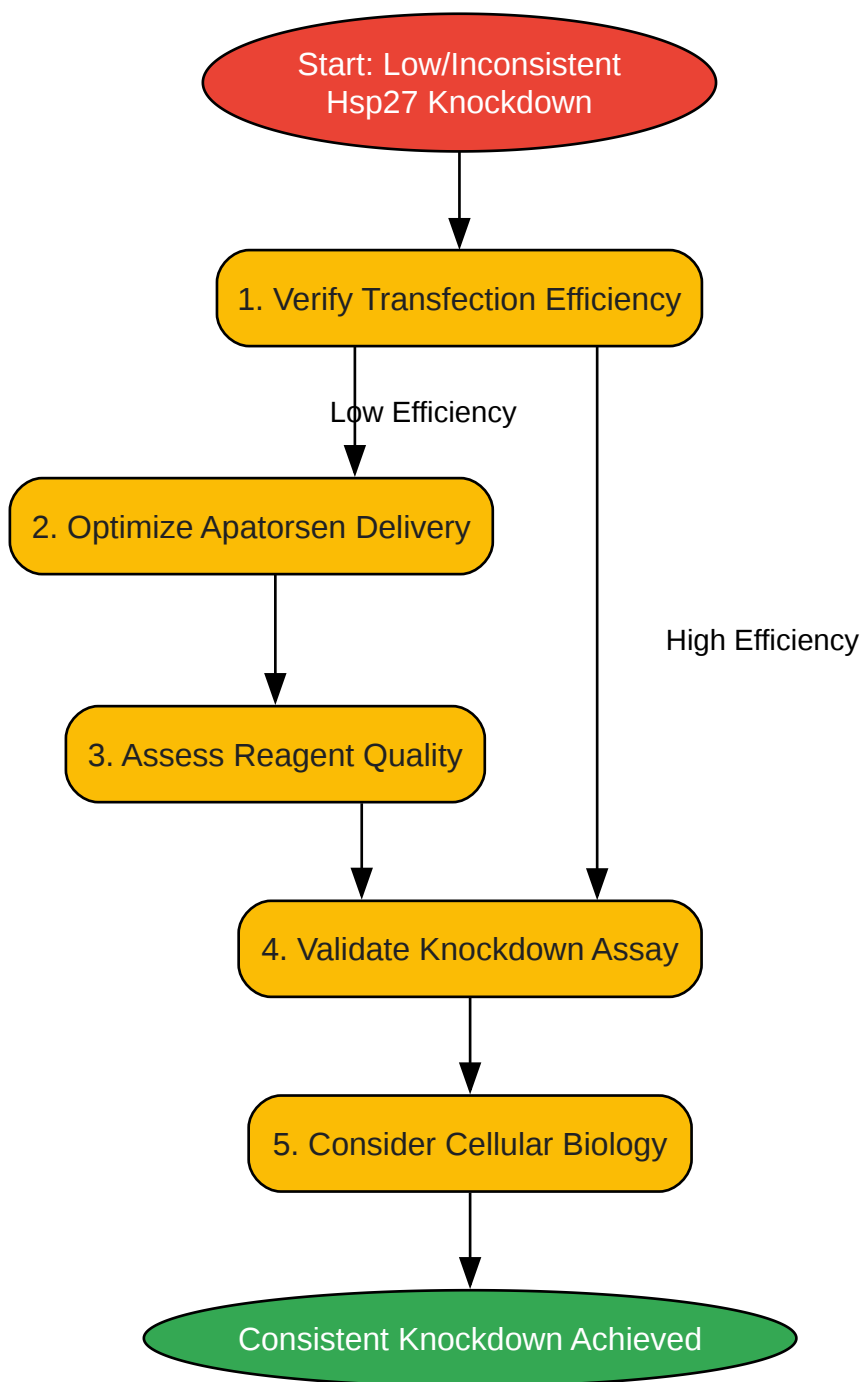 Start: Low/Inconsistent
Hsp27 Knockdown
1. Verify Transfection Efficiency
Low Efficiency
2. Optimize Apatorsen Delivery
High Efficiency
3. Assess Reagent Quality
4. Validate Knockdown Assay
5. Consider Cellular Biology
Consistent Knockdown Achieved